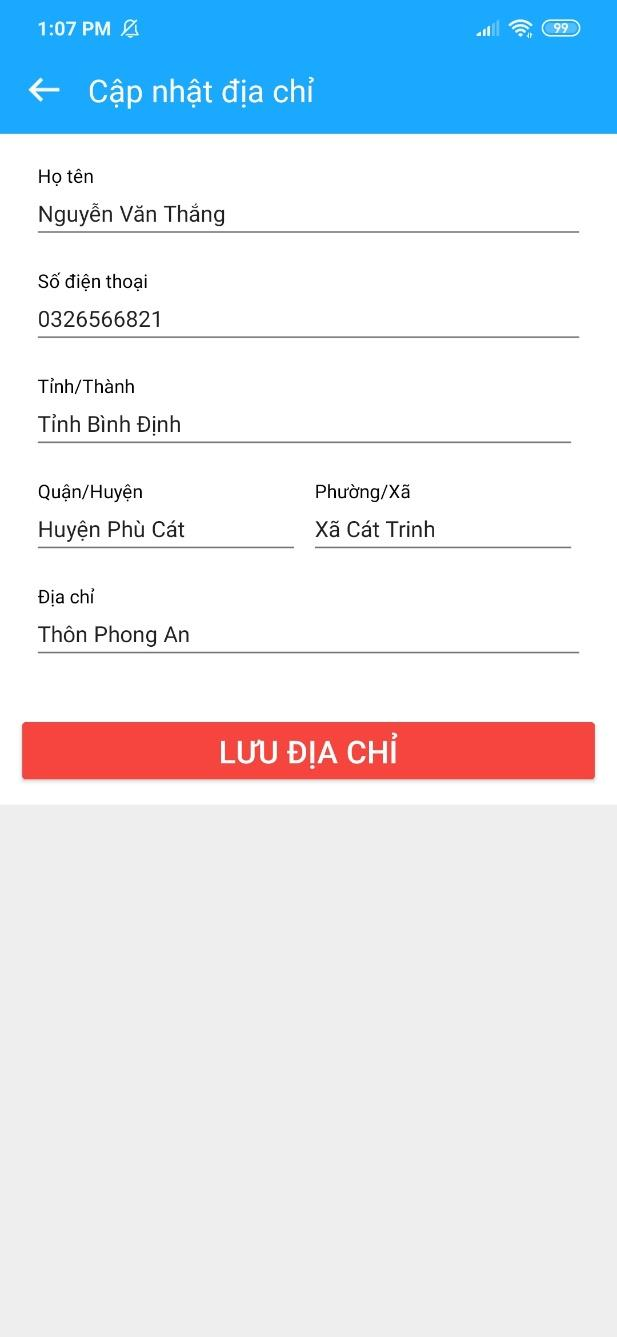 1:07 PM
99
Cập nhật địa chỉ
Họ tên
Nguyễn Văn Thắng
Số điện thoại
0326566821
Tỉnh/Thành
Tỉnh Bình Định
Quận/Huyện
Phường/Xã
Huyện Phù Cát
Xã Cát Trinh
Địa chỉ
Thôn Phong An
LƯU ĐỊA CHỈ